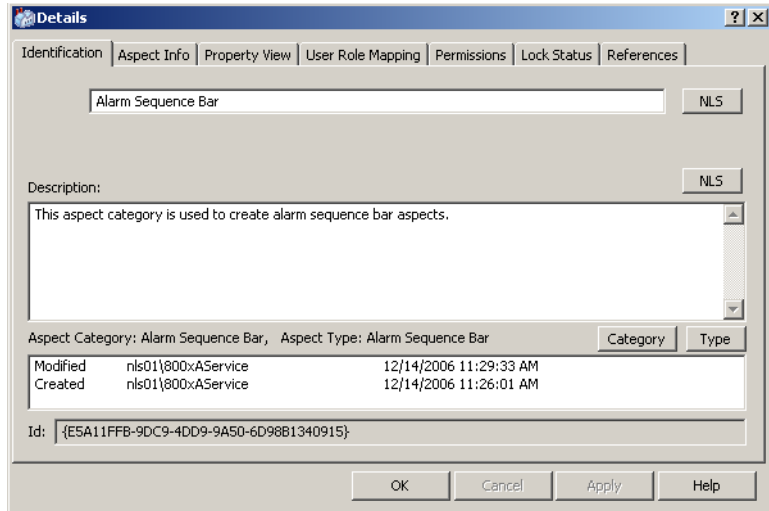 Details
Identification Aspect Info Property View User Role Mapping Permissions Lock Status References
Alarm Sequence Bar NLS
NLS
Description:
This aspect category is used to create alarm sequence bar aspects.
Aspect Category: Alarm Sequence Bar, Aspect Type: Alarm Sequence Bar Category Type
Modified nls01\800xAService 12/14/2006 11:29:33 AM
Created nls01\800xAService 12/14/2006 11:26:01 AM
Id: {E5A11FFB-9DC9-4DD9-9A50-6D98B1340915}
OK Cancel Apply Help